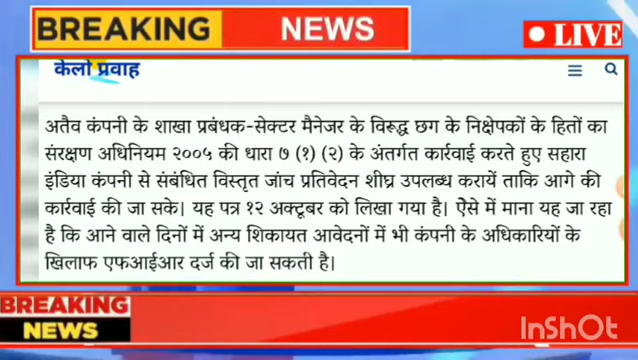 BREAKING NEWS
LIVE
केलो प्रवाह
अतैव कंपनी के शाखा प्रबंधक-सेक्टर मैनेजर के विरूद्ध छग के निक्षेपकों के हितों का
संरक्षण अधिनियम २००५ की धारा ७ (१) (२) के अंतर्गत कार्रवाई करते हुए सहारा
इंडिया कंपनी से संबंधित विस्तृत जांच प्रतिवेदन शीघ्र उपलब्ध करायें ताकि आगे की
कार्रवाई की जा सके। यह पत्र १२ अक्टूबर को लिखा गया है। ऐसे में माना यह जा रहा
है कि आने वाले दिनों में अन्य शिकायत आवेदनों में भी कंपनी के अधिकारियों के
खिलाफ एफआईआर दर्ज की जा सकती है।
BREAKING
NEWS
InShOt